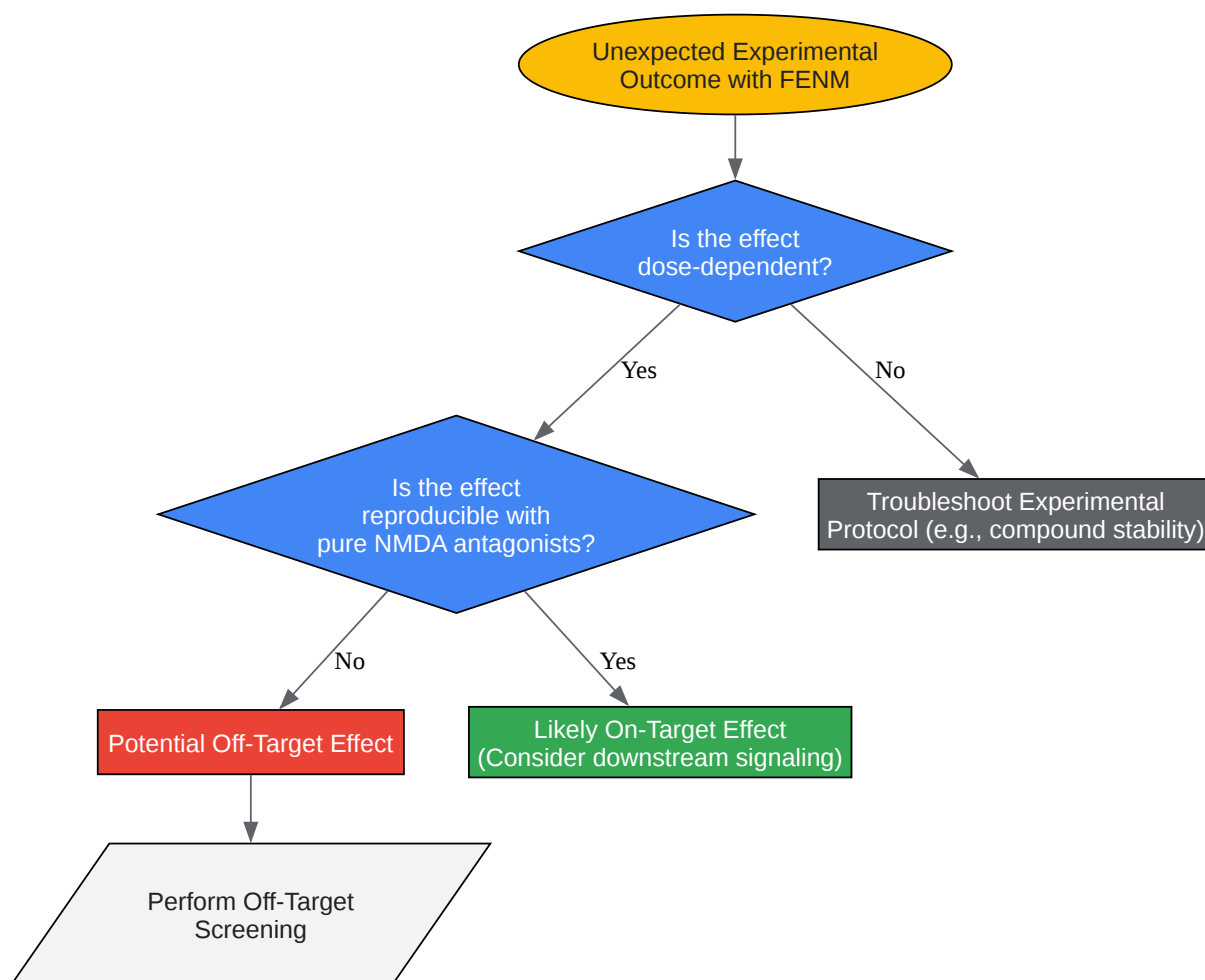 Unexpected Experimental
Outcome with FENM
Is the effect
dose-dependent?
Yes
No
Is the effect
reproducible with
pure NMDA antagonists?
Troubleshoot Experimental
Protocol (e.g., compound stability)
No
Yes
Potential Off-Target Effect
Likely On-Target Effect
(Consider downstream signaling)
Perform Off-Target
Screening